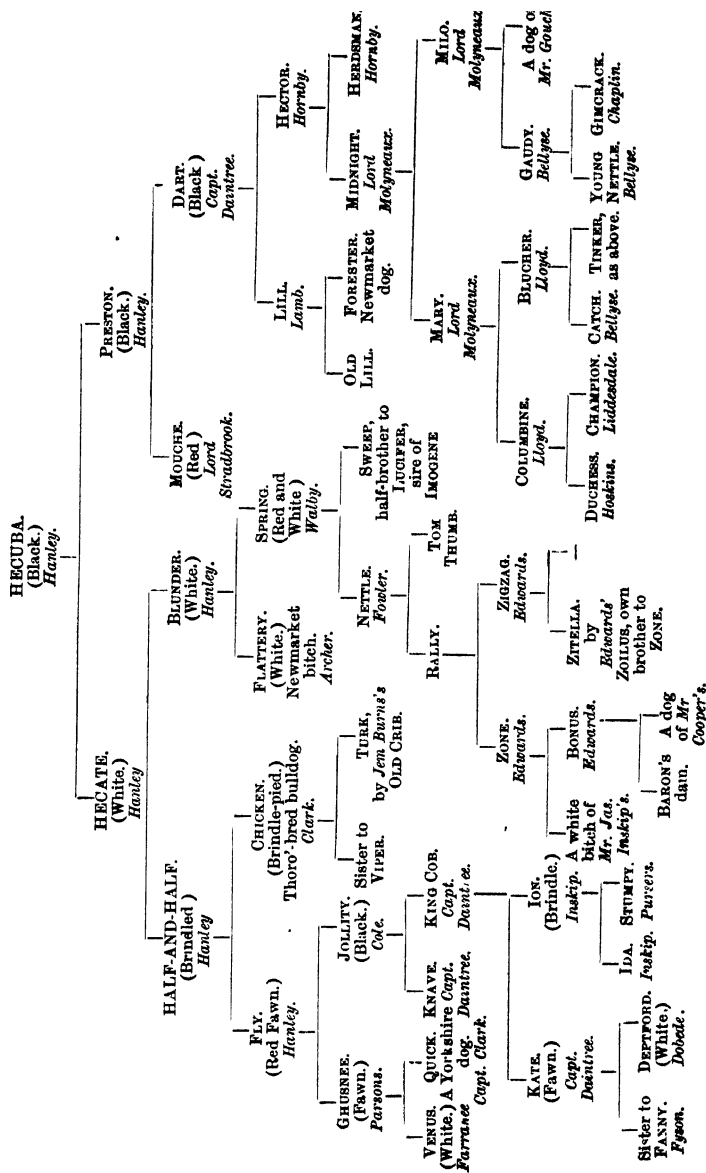 HECUBA.
(Black.)
Hanley.
HECATE.
(White.)
Hanley
PRESTON.
(Black.)
Hanley.
HALF-AND-HALF.
(Brindled)
Hanley
BLUNDER.
(White.)
Hanley.
MOUCHE.
(Red)
Lord
Stradbrook.
DART.
(Black)
Capt.
Daintree.
FLY.
(Red Fawn.)
Hanley.
CHICKEN.
(Brindle-pied.)
Thoro'-bred bulldog.
Clark.
FLATTERY.
(White.)
Newmarket
bitch.
Archer.
SPRING.
(Red and
White)
Walby.
LILL.
Lamb.
HECTOR.
Hornby.
GHUSNEE.
(Fawn.)
Parsons.
JOLLITY.
(Black.)
Cole.
Sister to
VIPER.
TURK,
by Jem Burns's
OLD CRIB.
NETTLE.
Fowler.
SWEEP,
half-brother to
LUCIFER,
sire of
IMOGENE
OLD
LILL.
FORESTER.
Newmarket
dog.
MIDNIGHT.
Lord
Molyneaux.
HERDSMAN.
Hornby.
VENUS.
(White.)
Farrance
QUICK.
A Yorkshire
dog.
Capt. Clark.
KNAVE.
Capt.
Daintree.
KING COB.
Capt.
Daintree.
RALLY.
TOM
THUMB.
MARY.
Lord
Molyneaux.
MILO.
Lord
Molyneaux
KATE.
(Fawn.)
Capt.
Daintree.
ION.
(Brindle.)
Inskip.
ZONE.
Edwards.
ZIGZAG.
Edwards.
COLUMBINE.
Lloyd.
BLUCHER.
Lloyd.
GAUDY.
Bellyse.
A dog
Mr.
Sister to
FANNY.
Fyson.
DEPTFORD.
(White.)
Dobede.
IDA.
Inskip.
STUMPY.
Pursers.
A white
bitch of
Mr. Jas.
Inskip's.
BONUS.
Edwards.
ZITELLA.
by
Edwards'
ZOILUS, own
brother to
ZONE.
DUCHESS.
Hoskins.
CHAMPION.
Liddesdale.
CATCH.
Bellyse.
TINKER,
as above.
YOUNG
NETTLE.
Bellyse.
GIMCRACK.
Chaplin.
BARON'S
dam.
A dog
of Mr
Cooper's.